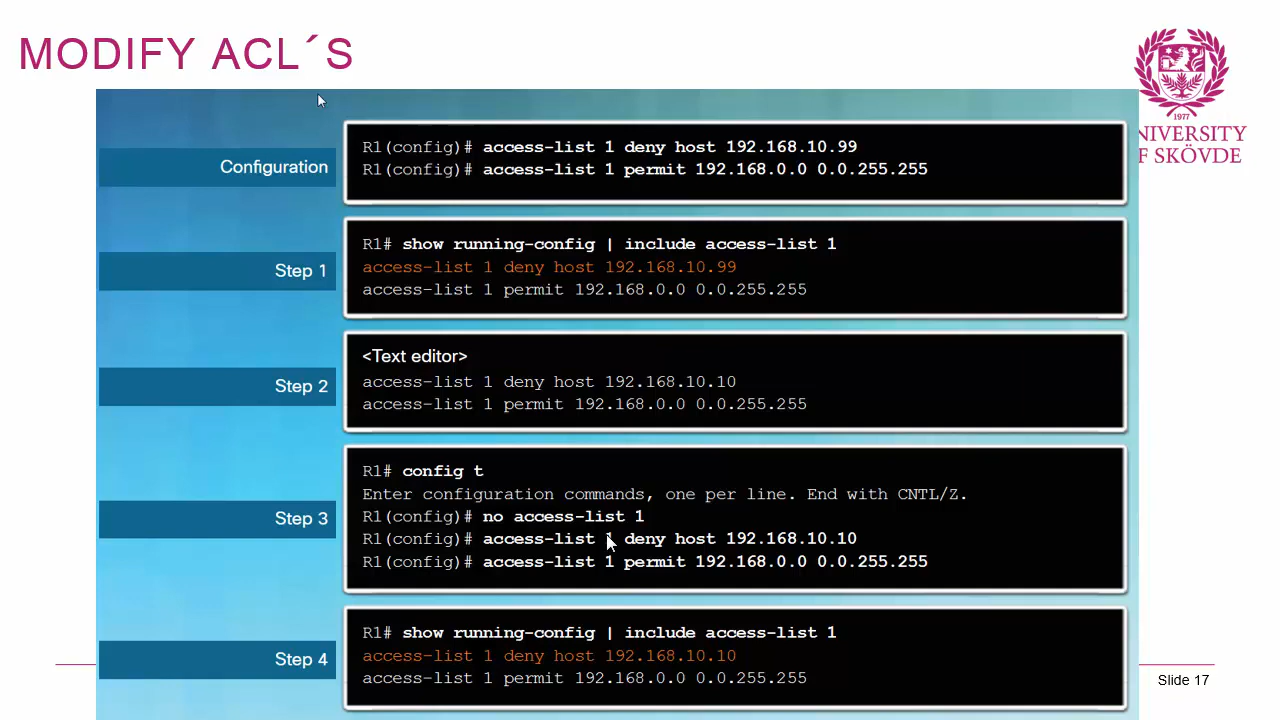 MODIFY ACL´S
1977
NIVERSITY
F SKÖVDE
Configuration
R1(config)# access-list 1 deny host 192.168.10.99
R1(config)# access-list 1 permit 192.168.0.0 0.0.255.255
Step 1
R1# show running-config | include access-list 1
access-list 1 deny host 192.168.10.99
access-list 1 permit 192.168.0.0 0.0.255.255
Step 2
<Text editor>
access-list 1 deny host 192.168.10.10
access-list 1 permit 192.168.0.0 0.0.255.255
Step 3
R1# config t
Enter configuration commands, one per line. End with CNTL/Z.
R1(config)# no access-list 1
R1(config)# access-list 1 deny host 192.168.10.10
R1(config)# access-list 1 permit 192.168.0.0 0.0.255.255
Step 4
R1# show running-config | include access-list 1
access-list 1 deny host 192.168.10.10
access-list 1 permit 192.168.0.0 0.0.255.255
Slide 17